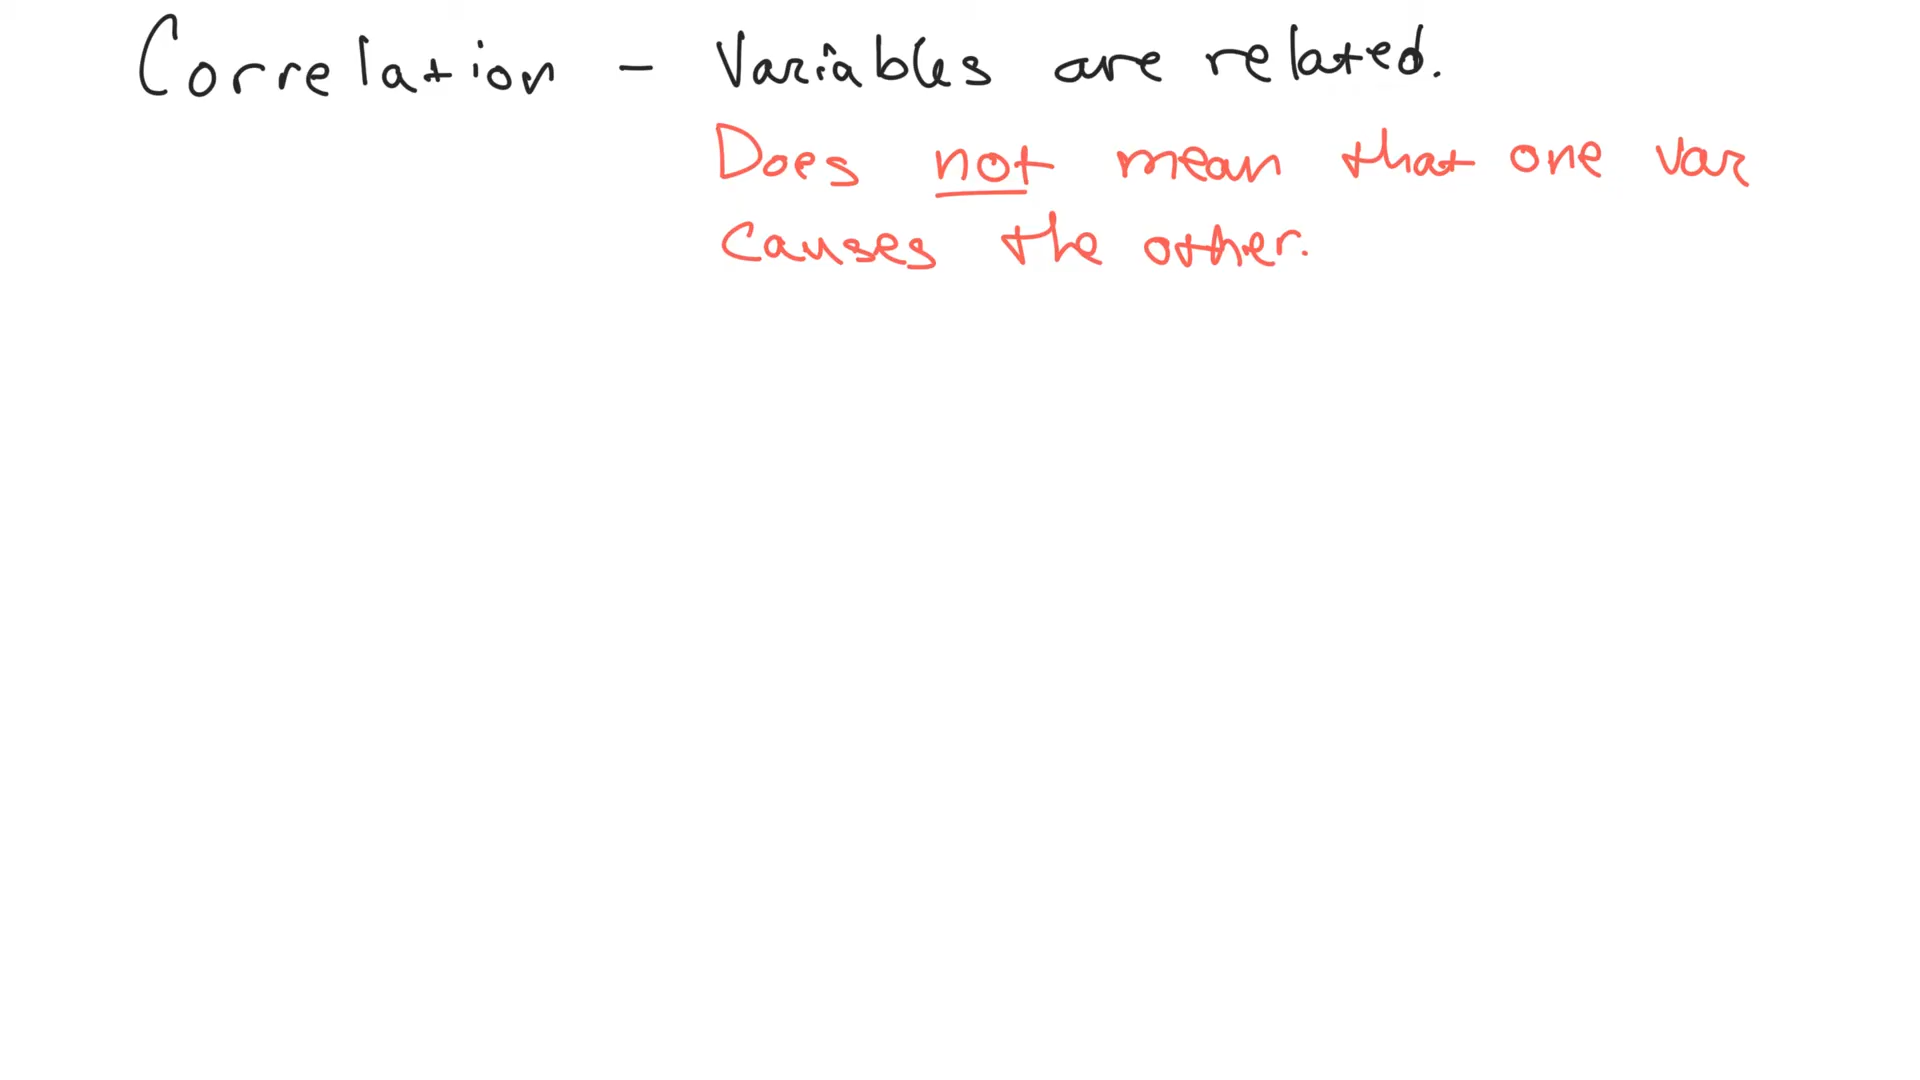 Correlation - Variables are related.
Does not mean that one var
causes the other.